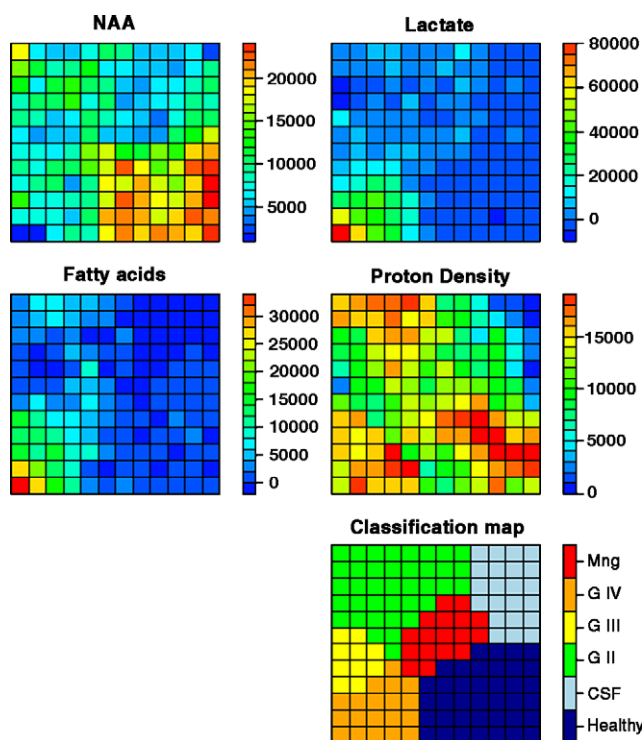 NAA
20000
15000
10000
5000
Lactate
80000
60000
40000
20000
0
Fatty acids
30000
25000
20000
15000
10000
5000
0
Proton Density
15000
10000
5000
0
Classification map
Mng
G IV
G III
G II
CSF
Healthy